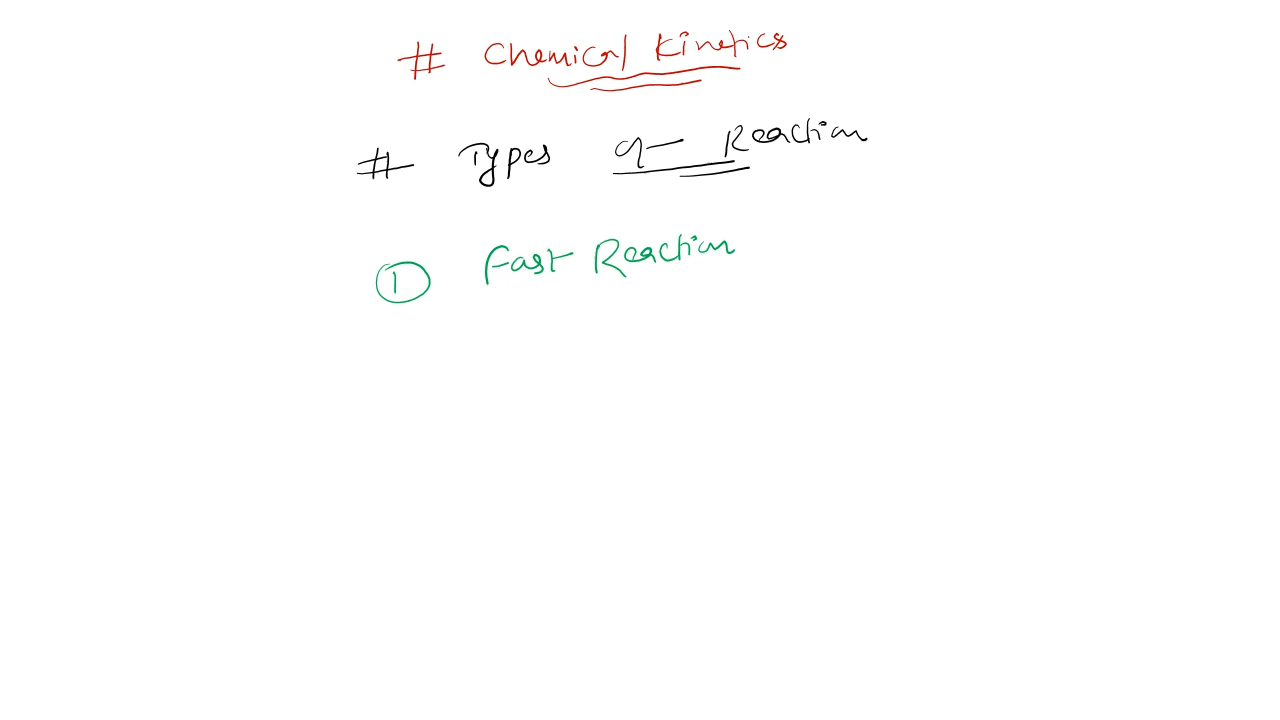 # Chemical Kinetics
# Types of Reaction
① Fast Reaction